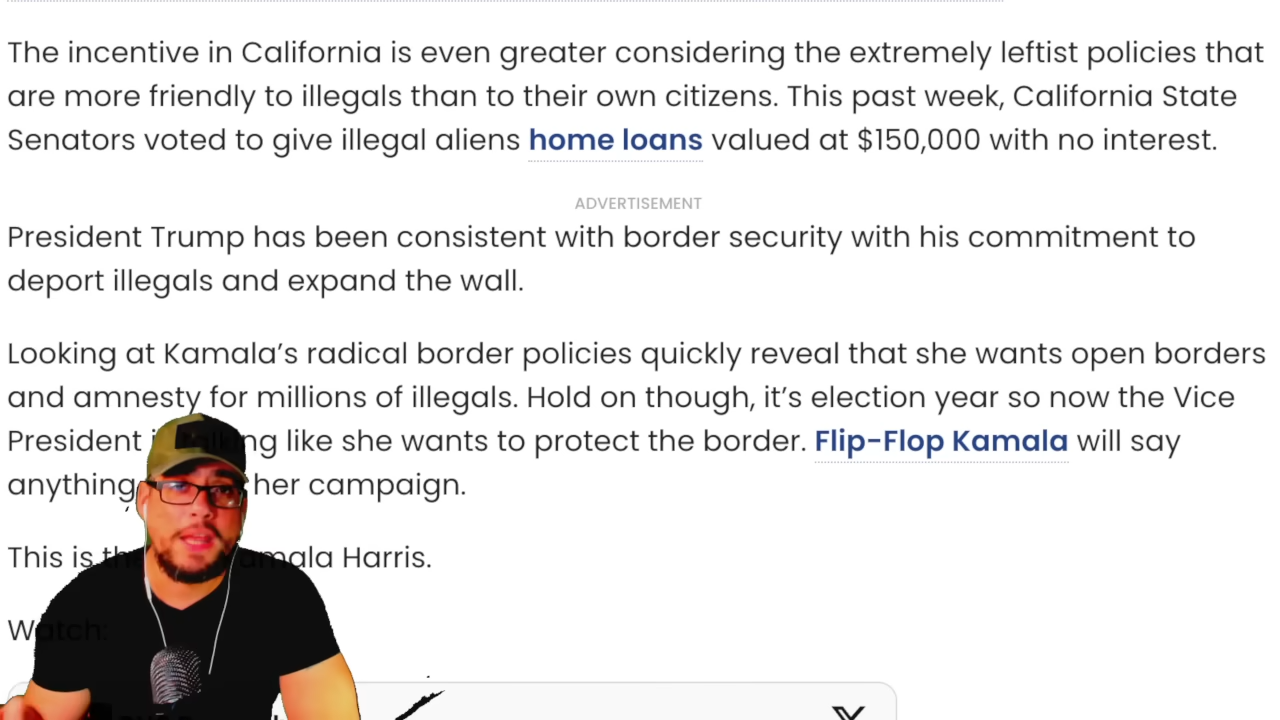 The incentive in California is even greater considering the extremely leftist policies that
are more friendly to illegals than to their own citizens. This past week, California State
Senators voted to give illegal aliens home loans valued at $150,000 with no interest.
ADVERTISEMENT
President Trump has been consistent with border security with his commitment to
deport illegals and expand the wall.
Looking at Kamala’s radical border policies quickly reveal that she wants open borders
and amnesty for millions of illegals. Hold on though, it’s election year so now the Vice
President is talking like she wants to protect the border. Flip-Flop Kamala will say
anything her campaign.
This is the Kamala Harris.
Watch: